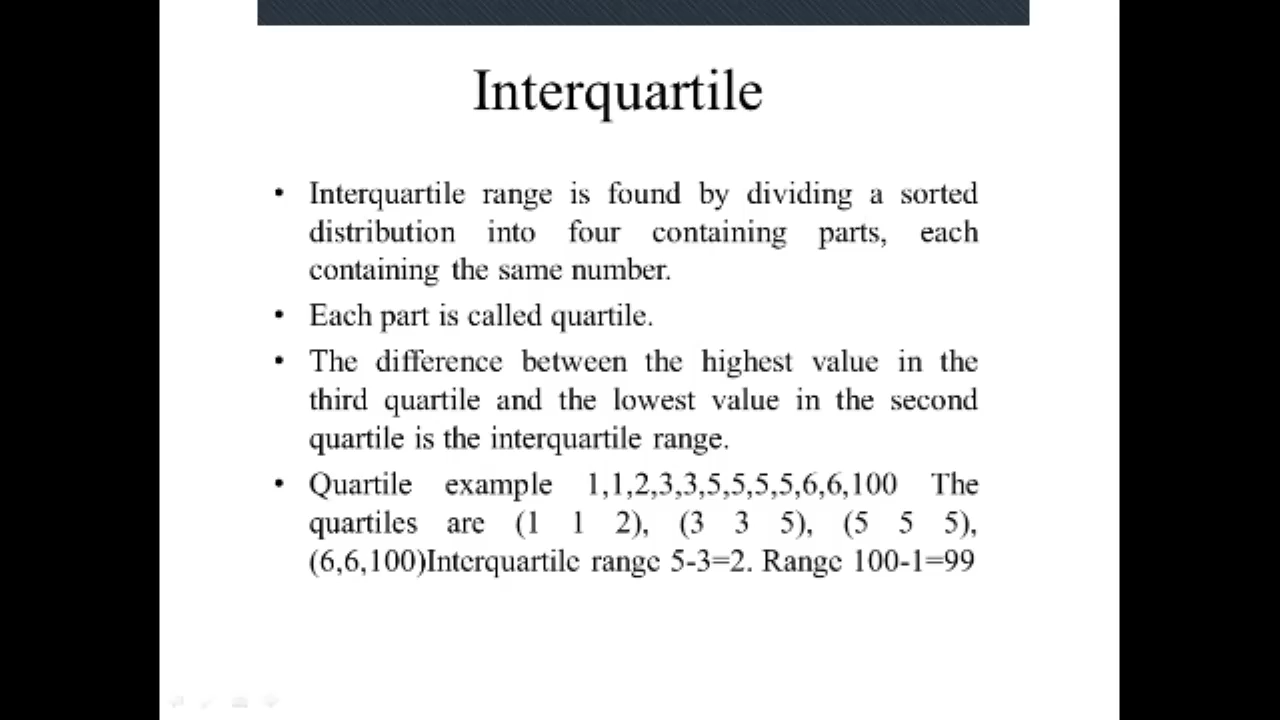 Interquartile
• Interquartile range is found by dividing a sorted
distribution into four containing parts, each
containing the same number.
• Each part is called quartile.
• The difference between the highest value in the
third quartile and the lowest value in the second
quartile is the interquartile range.
• Quartile example 1,1,2,3,3,5,5,5,5,6,6,100 The
quartiles are (1 1 2), (3 3 5), (5 5 5),
(6,6,100)Interquartile range 5-3=2. Range 100-1=99